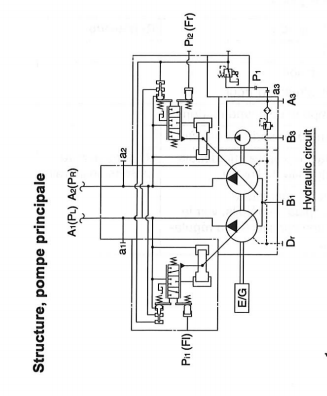 Structure, pompe principale
A1(PL)
A2(PR)
a1
a2
Pi1 (Fl)
Pi2 (Fr)
P1
a3
A3
B3
B1
Dr
E/G
Hydraulic circuit